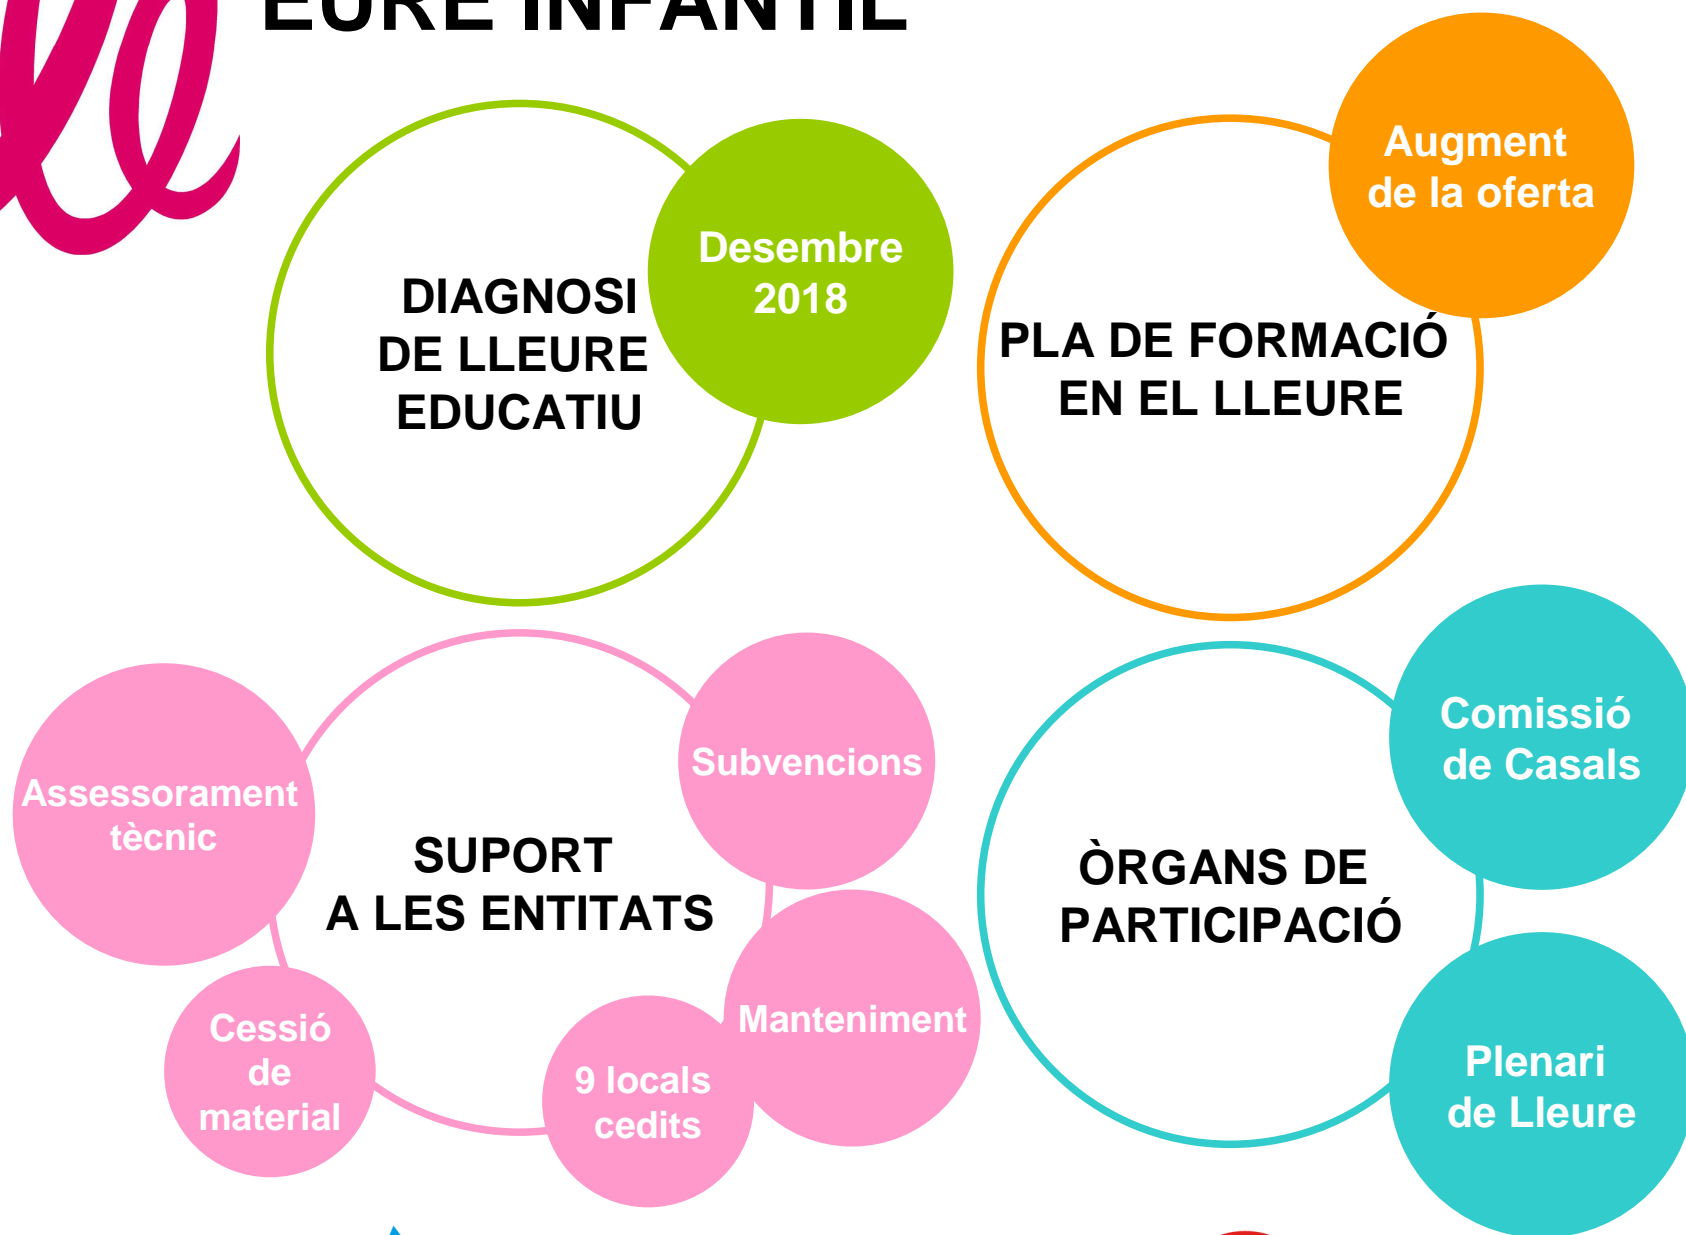 EURE INFANTIL
DIAGNOSI
DE LLEURE
EDUCATIU
Desembre
2018
PLA DE FORMACIÓ
EN EL LLEURE
Augment
de la oferta
SUPORT
A LES ENTITATS
Assessorament
tècnic
Subvencions
Manteniment
9 locals
cedits
Cessió
de
material
ÒRGANS DE
PARTICIPACIÓ
Comissió
de Casals
Plenari
de Lleure